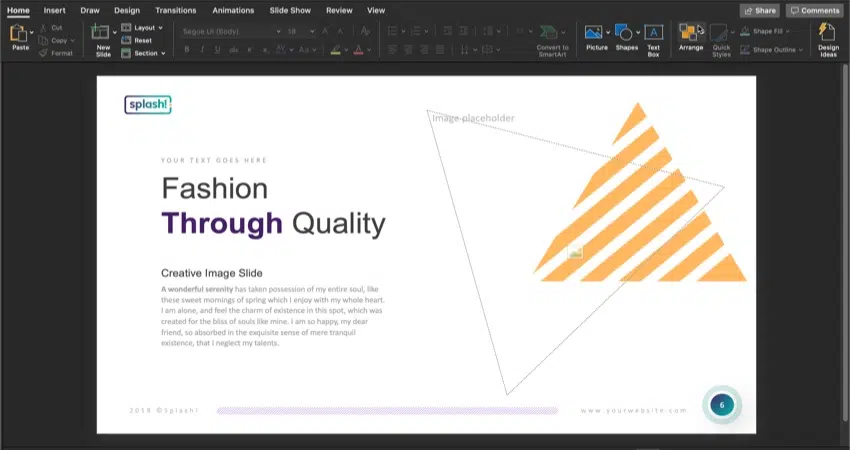 Home Insert Draw Design Transitions Animations Slide Show Review View Share Comments
Paste Cut Copy Format New Slide Layout Reset Section Segoe UI (Body) 18 Convert to SmartArt Picture Shapes Text Box Arrange Quick Styles Shape Fill Shape Outline Design Ideas
splash!
Image placeholder
YOUR TEXT GOES HERE
Fashion
Through Quality
Creative Image Slide
A wonderful serenity has taken possession of my entire soul, like
these sweet mornings of spring which I enjoy with my whole heart.
I am alone, and feel the charm of existence in this spot, which was
created for the bliss of souls like mine. I am so happy, my dear
friend, so absorbed in the exquisite sense of mere tranquil
existence, that I neglect my talents.
2018 ©Splash! www.yourwebsite.com 6